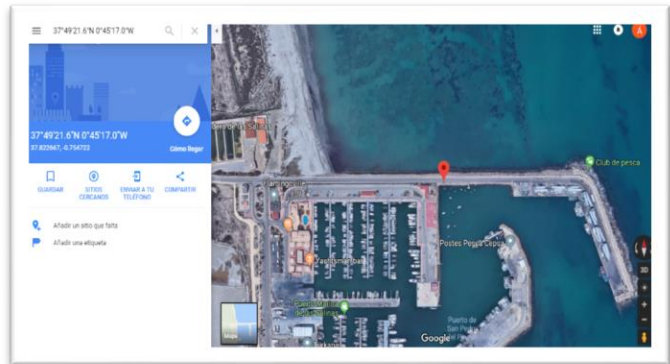 37°49'21.6"N 0°45'17.0"W
37°49'21.6"N 0°45'17.0"W
37.822667, -0.754722
Cómo llegar
GUARDAR
SITIOS CERCANOS
ENVIAR A TU TELÉFONO
COMPARTIR
Añadir un sitio que falta
Añadir una etiqueta
Club de pesca
Postes Pesca Cepsa
Puerto de
San Pedro
Mapa
Google
3D